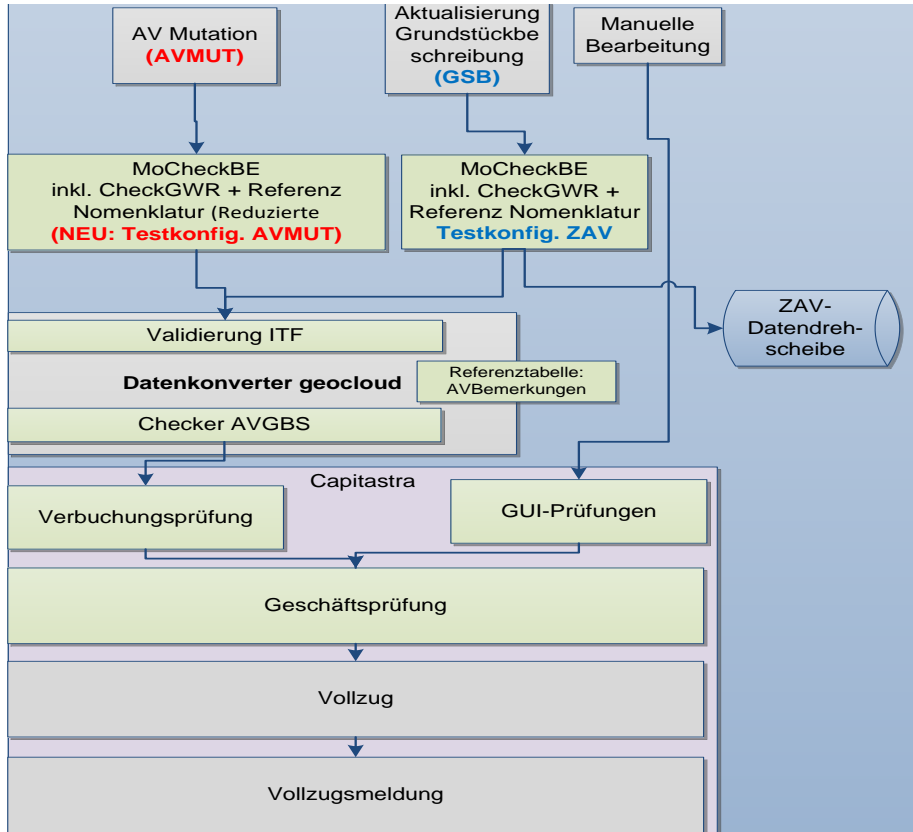 AV Mutation
(AVMUT)
Aktualisierung
Grundstückbe
schreibung
(GSB)
Manuelle
Bearbeitung
MoCheckBE
inkl. CheckGWR + Referenz
Nomenklatur (Reduzierte
(NEU: Testkonfig. AVMUT)
MoCheckBE
inkl. CheckGWR +
Referenz Nomenklatur
Testkonfig. ZAV
ZAV-
Datendreh-
scheibe
Validierung ITF
Datenkonverter geocloud
Referenztabelle:
AVBemerkungen
Checker AVGBS
Capitastra
Verbuchungsprüfung
GUI-Prüfungen
Geschäftsprüfung
Vollzug
Vollzugsmeldung